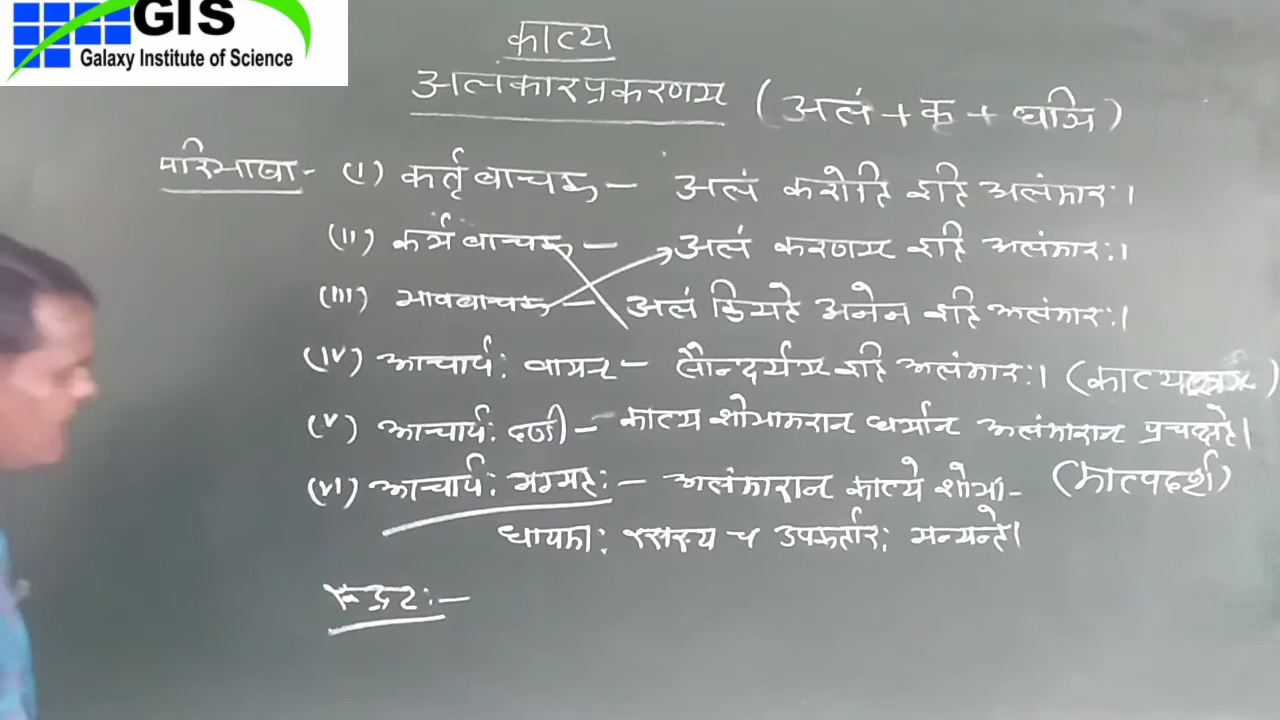 GIS
Galaxy Institute of Science
काव्य
अलंकारप्रकरणम (अलं + कृ + घञि)
परिभाषा - (I) कर्तृवाचक - अलं करोति इति अलंकारः।
(II) कर्मवाचक - अलं करणम इति अलंकारः।
(III) भाववाचक - अलं क्रियते अनेन इति अलंकारः।
(IV) आचार्यः वामन - सौन्दर्यम इति अलंकारः। (काव्य
(V) आचार्यः दण्डी - काव्य शोभाकरान धर्मान अलंकारान प्रचक्षते।
(VI) आचार्यः मम्मटः - अलंकारान काव्ये शोभा- (काव्यदर्श)
धायकाः रसस्य च उपकर्तारः मन्यन्ते।
रुद्रटः -